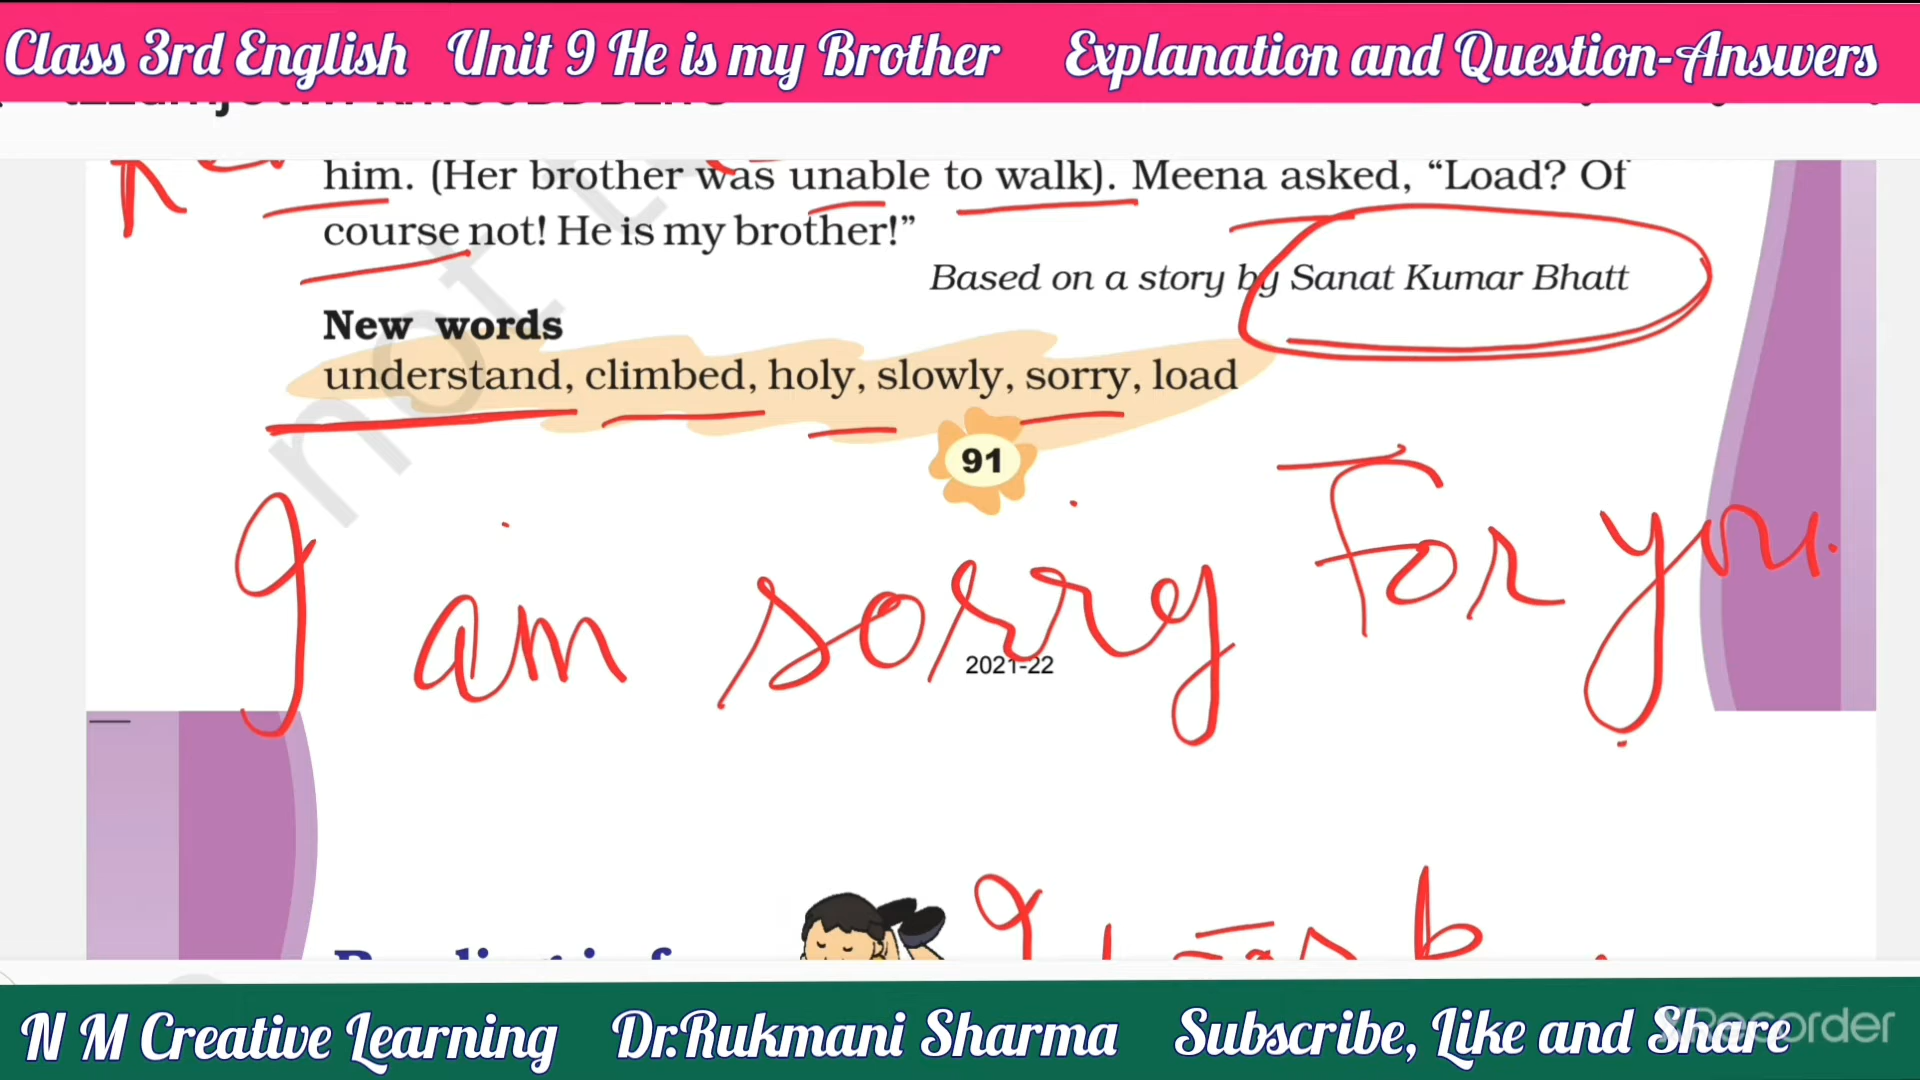 Class 3rd English Unit 9 He is my Brother Explanation and Question-Answers
him. (Her brother was unable to walk). Meena asked, “Load? Of
course not! He is my brother!”
Based on a story by Sanat Kumar Bhatt
New words
understand, climbed, holy, slowly, sorry, load
91
I am sorry For you.
2021-22
N M Creative Learning Dr.Rukmani Sharma Subscribe, Like and Share
Recorder